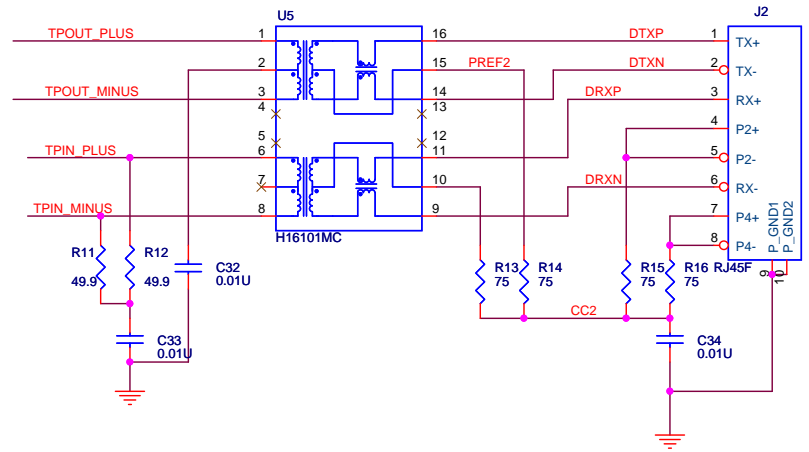 U5
J2
TPOUT_PLUS 1 16 DTXP 1 TX+
2 15 PREF2 DTXN 2 TX-
TPOUT_MINUS 3 14 DRXP 3 RX+
4 13
4 P2+
5 12
TPIN_PLUS 6 11 5 P2-
7 10 DRXN 6 RX-
TPIN_MINUS 8 9 7 P4+
H16101MC
8 P4-
P_GND1
P_GND2
9
10
RJ45F
R11
49.9
R12
49.9
C32
0.01U
R13
75
R14
75
R15
75
R16
75
CC2
C33
0.01U
C34
0.01U